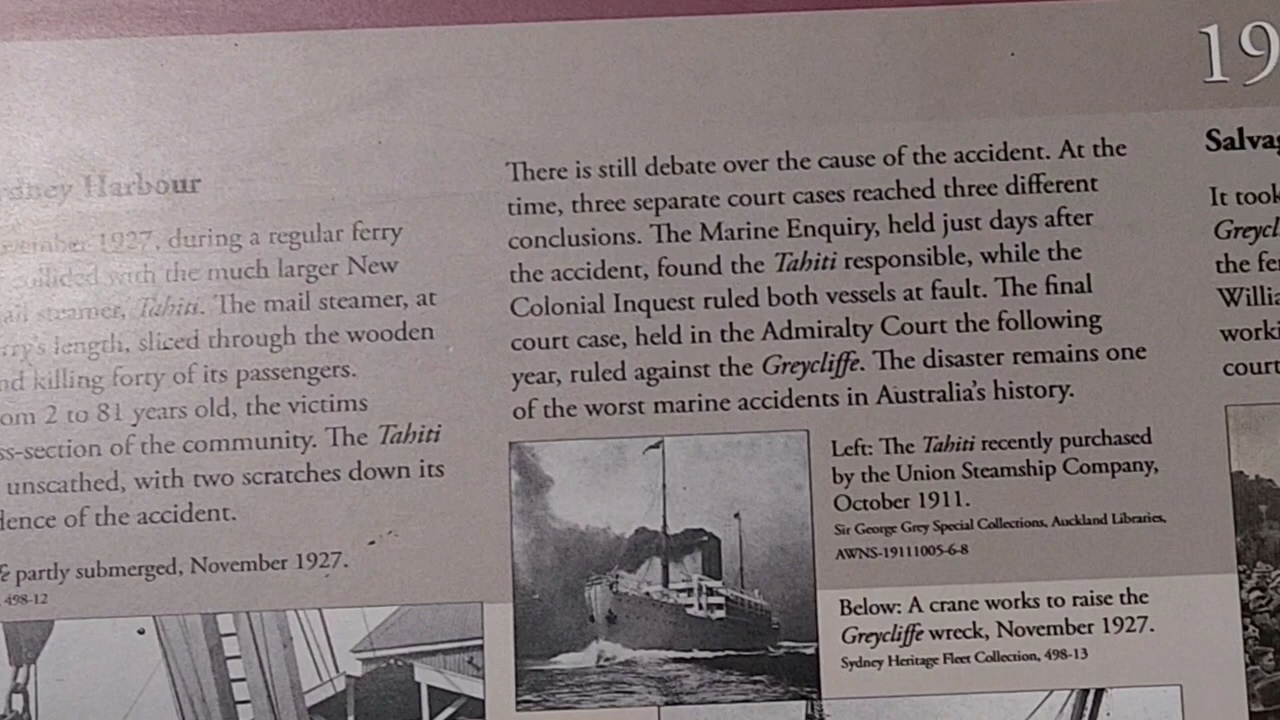 19
dney Harbour
vember 1927, during a regular ferry
collided with the much larger New
ail steamer, Tahiti. The mail steamer, at
rry's length, sliced through the wooden
nd killing forty of its passengers.
om 2 to 81 years old, the victims
ss-section of the community. The Tahiti
unscathed, with two scratches down its
dence of the accident.
partly submerged, November 1927.
498-12
There is still debate over the cause of the accident. At the
time, three separate court cases reached three different
conclusions. The Marine Enquiry, held just days after
the accident, found the Tahiti responsible, while the
Colonial Inquest ruled both vessels at fault. The final
court case, held in the Admiralty Court the following
year, ruled against the Greycliffe. The disaster remains one
of the worst marine accidents in Australia's history.
Left: The Tahiti recently purchased
by the Union Steamship Company,
October 1911.
Sir George Grey Special Collections, Auckland Libraries,
AWNS-19111005-6-8
Below: A crane works to raise the
Greycliffe wreck, November 1927.
Sydney Heritage Fleet Collection, 498-13
Salvag
It took
Greycl
the fe
Willia
worki
court